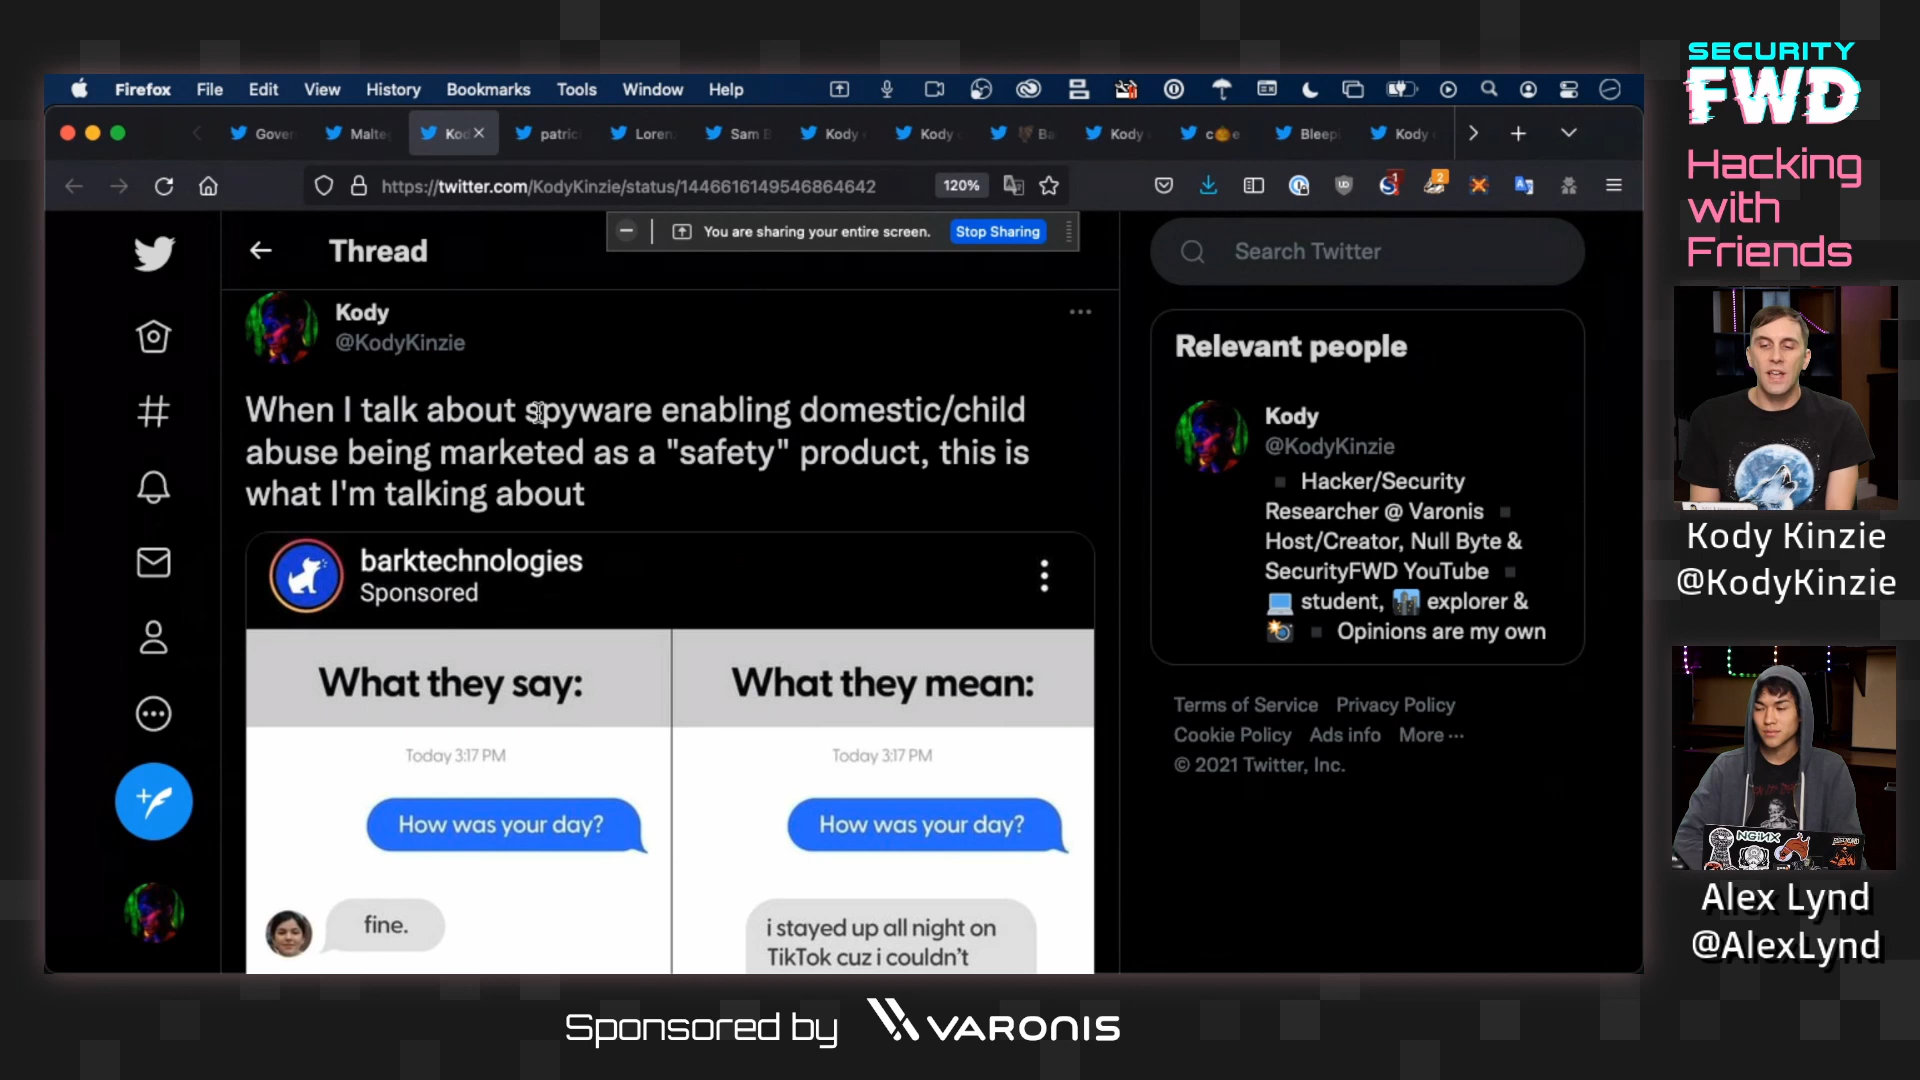 SECURITY
FWD
Hacking
with
Friends
Firefox File Edit View History Bookmarks Tools Window Help
Gover Malte Kod patric Loren Sam B Kody Kody Ba Kody c e Bleepi Kody
https://twitter.com/KodyKinzie/status/1446616149546864642 120%
You are sharing your entire screen. Stop Sharing
Thread
Search Twitter
Kody
@KodyKinzie
When I talk about spyware enabling domestic/child
abuse being marketed as a "safety" product, this is
what I'm talking about
barktechnologies
Sponsored
What they say: What they mean:
Today 3:17 PM Today 3:17 PM
How was your day? How was your day?
fine. i stayed up all night on
TikTok cuz i couldn't
Relevant people
Kody
@KodyKinzie
Hacker/Security
Researcher @ Varonis
Host/Creator, Null Byte &
SecurityFWD YouTube
student, explorer &
Opinions are my own
Terms of Service Privacy Policy
Cookie Policy Ads info More ···
© 2021 Twitter, Inc.
Kody Kinzie
@KodyKinzie
NGINX
Alex Lynd
@AlexLynd
Sponsored by VARONIS